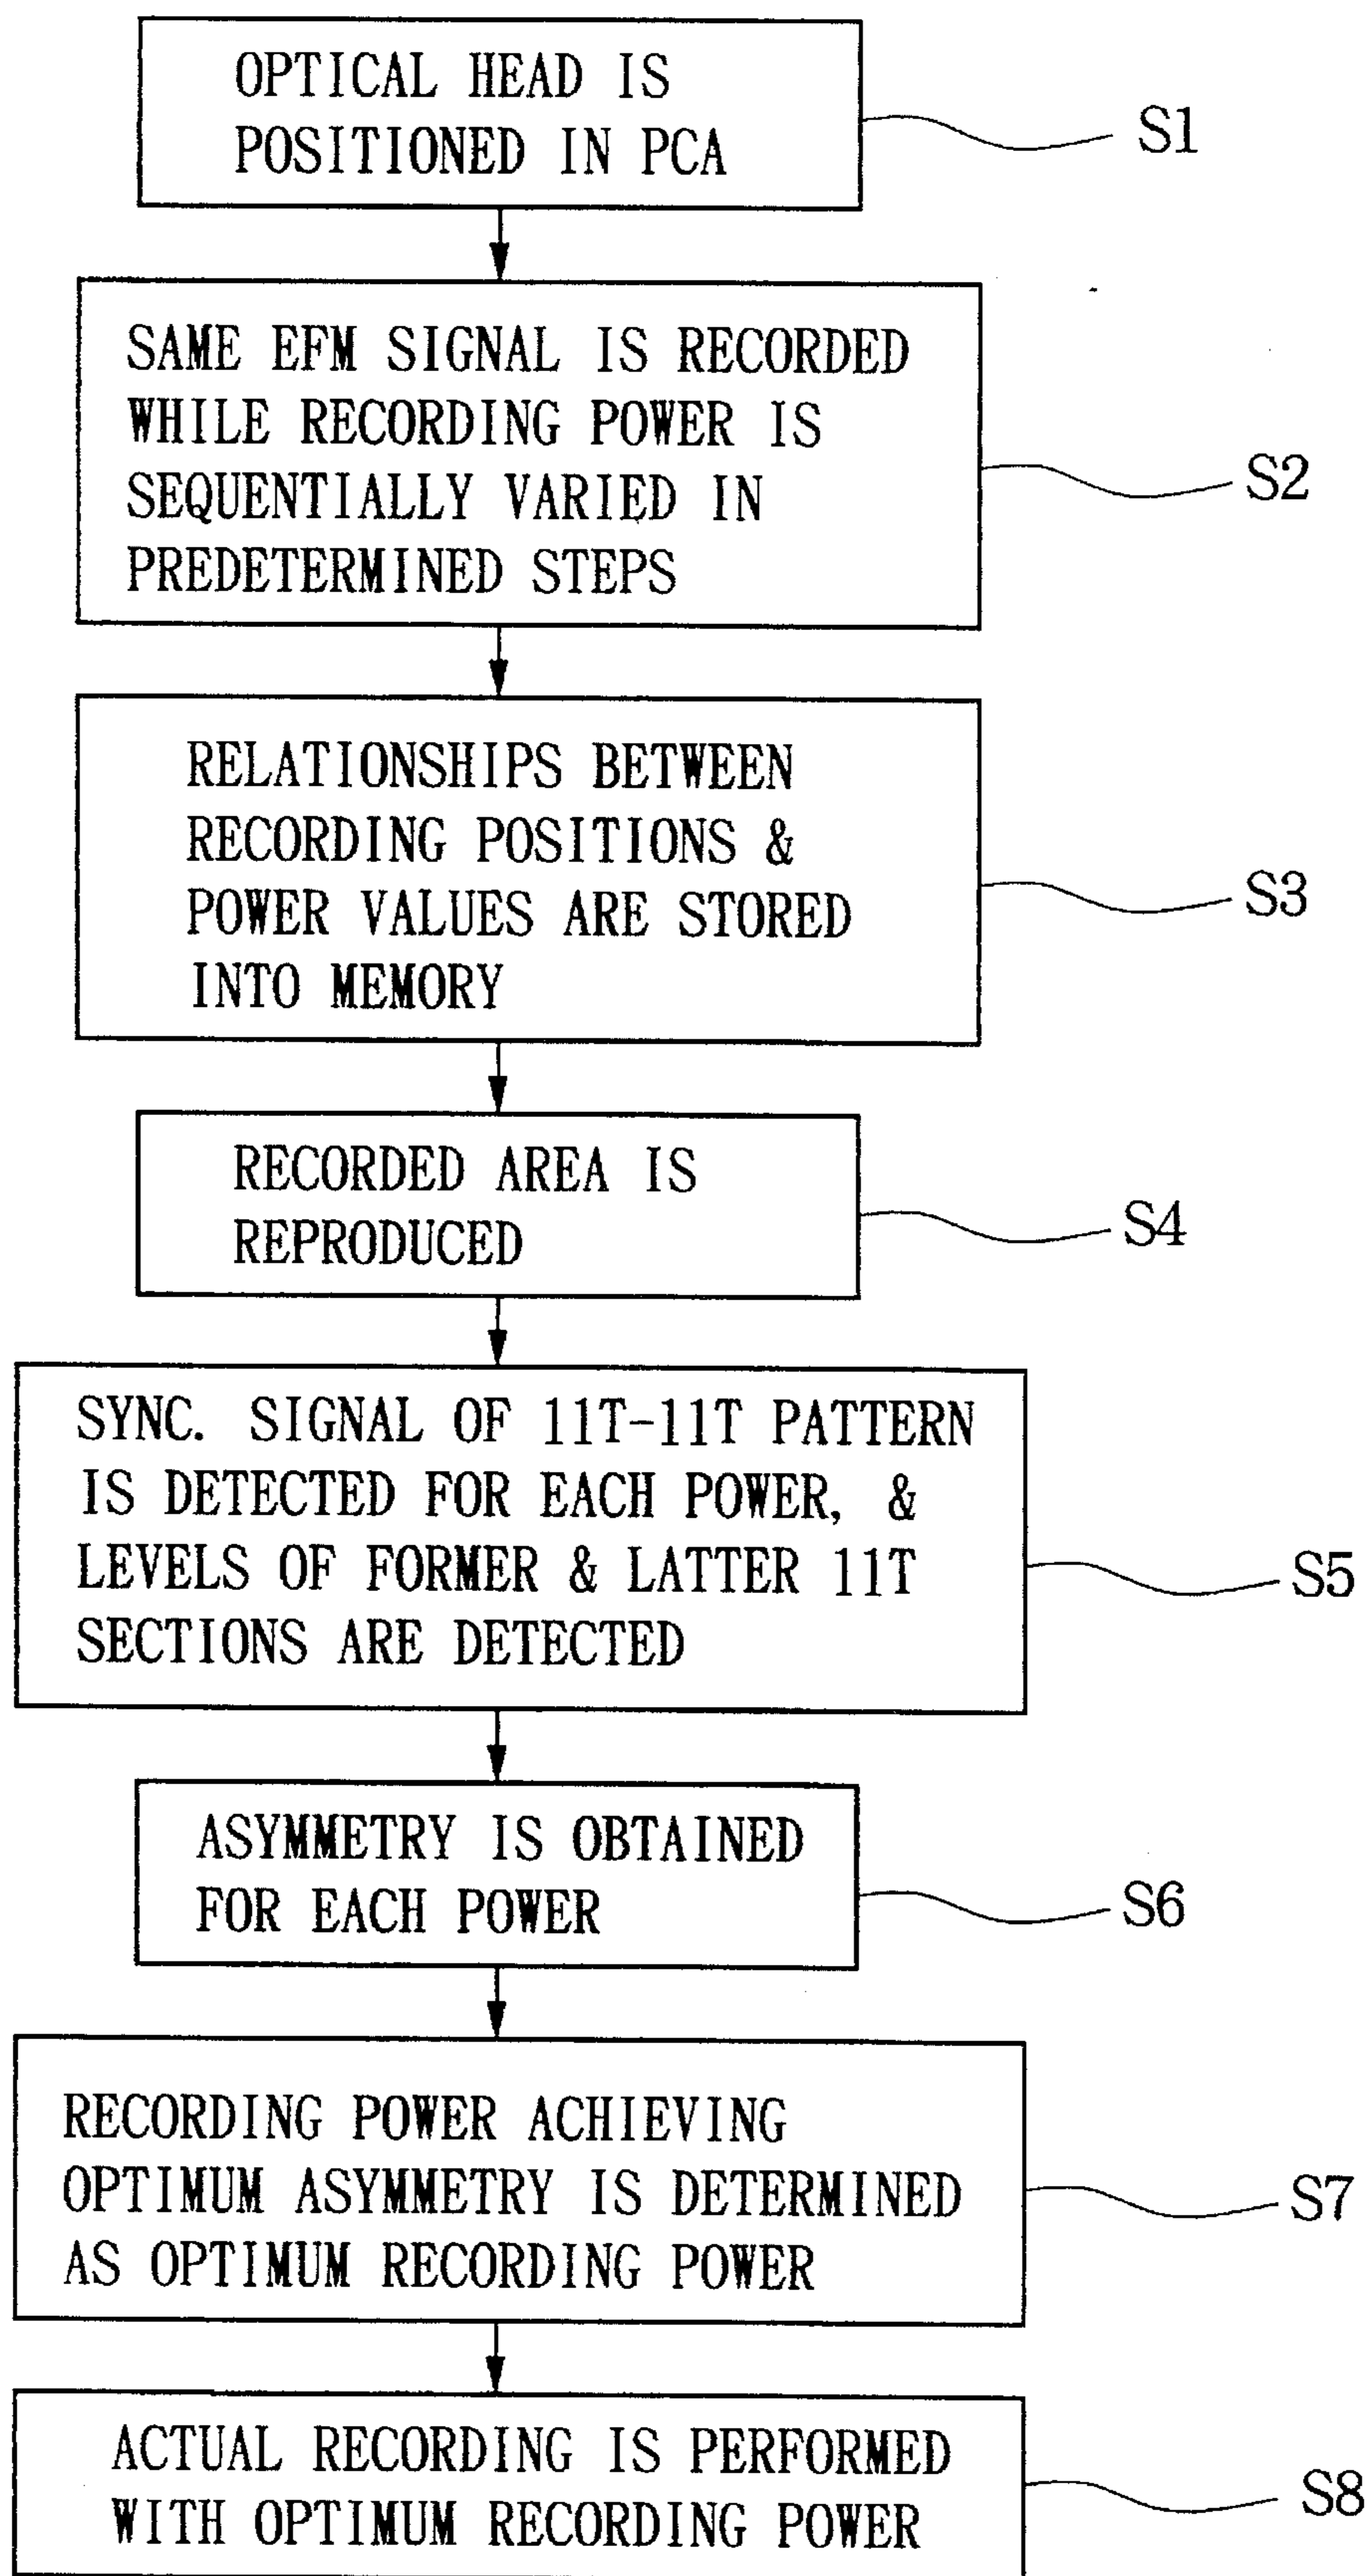 OPTICAL HEAD IS
POSITIONED IN PCA
S1
SAME EFM SIGNAL IS RECORDED
WHILE RECORDING POWER IS
SEQUENTIALLY VARIED IN
PREDETERMINED STEPS
S2
RELATIONSHIPS BETWEEN
RECORDING POSITIONS &
POWER VALUES ARE STORED
INTO MEMORY
S3
RECORDED AREA IS
REPRODUCED
S4
SYNC. SIGNAL OF 11T-11T PATTERN
IS DETECTED FOR EACH POWER, &
LEVELS OF FORMER & LATTER 11T
SECTIONS ARE DETECTED
S5
ASYMMETRY IS OBTAINED
FOR EACH POWER
S6
RECORDING POWER ACHIEVING
OPTIMUM ASYMMETRY IS DETERMINED
AS OPTIMUM RECORDING POWER
S7
ACTUAL RECORDING IS PERFORMED
WITH OPTIMUM RECORDING POWER
S8